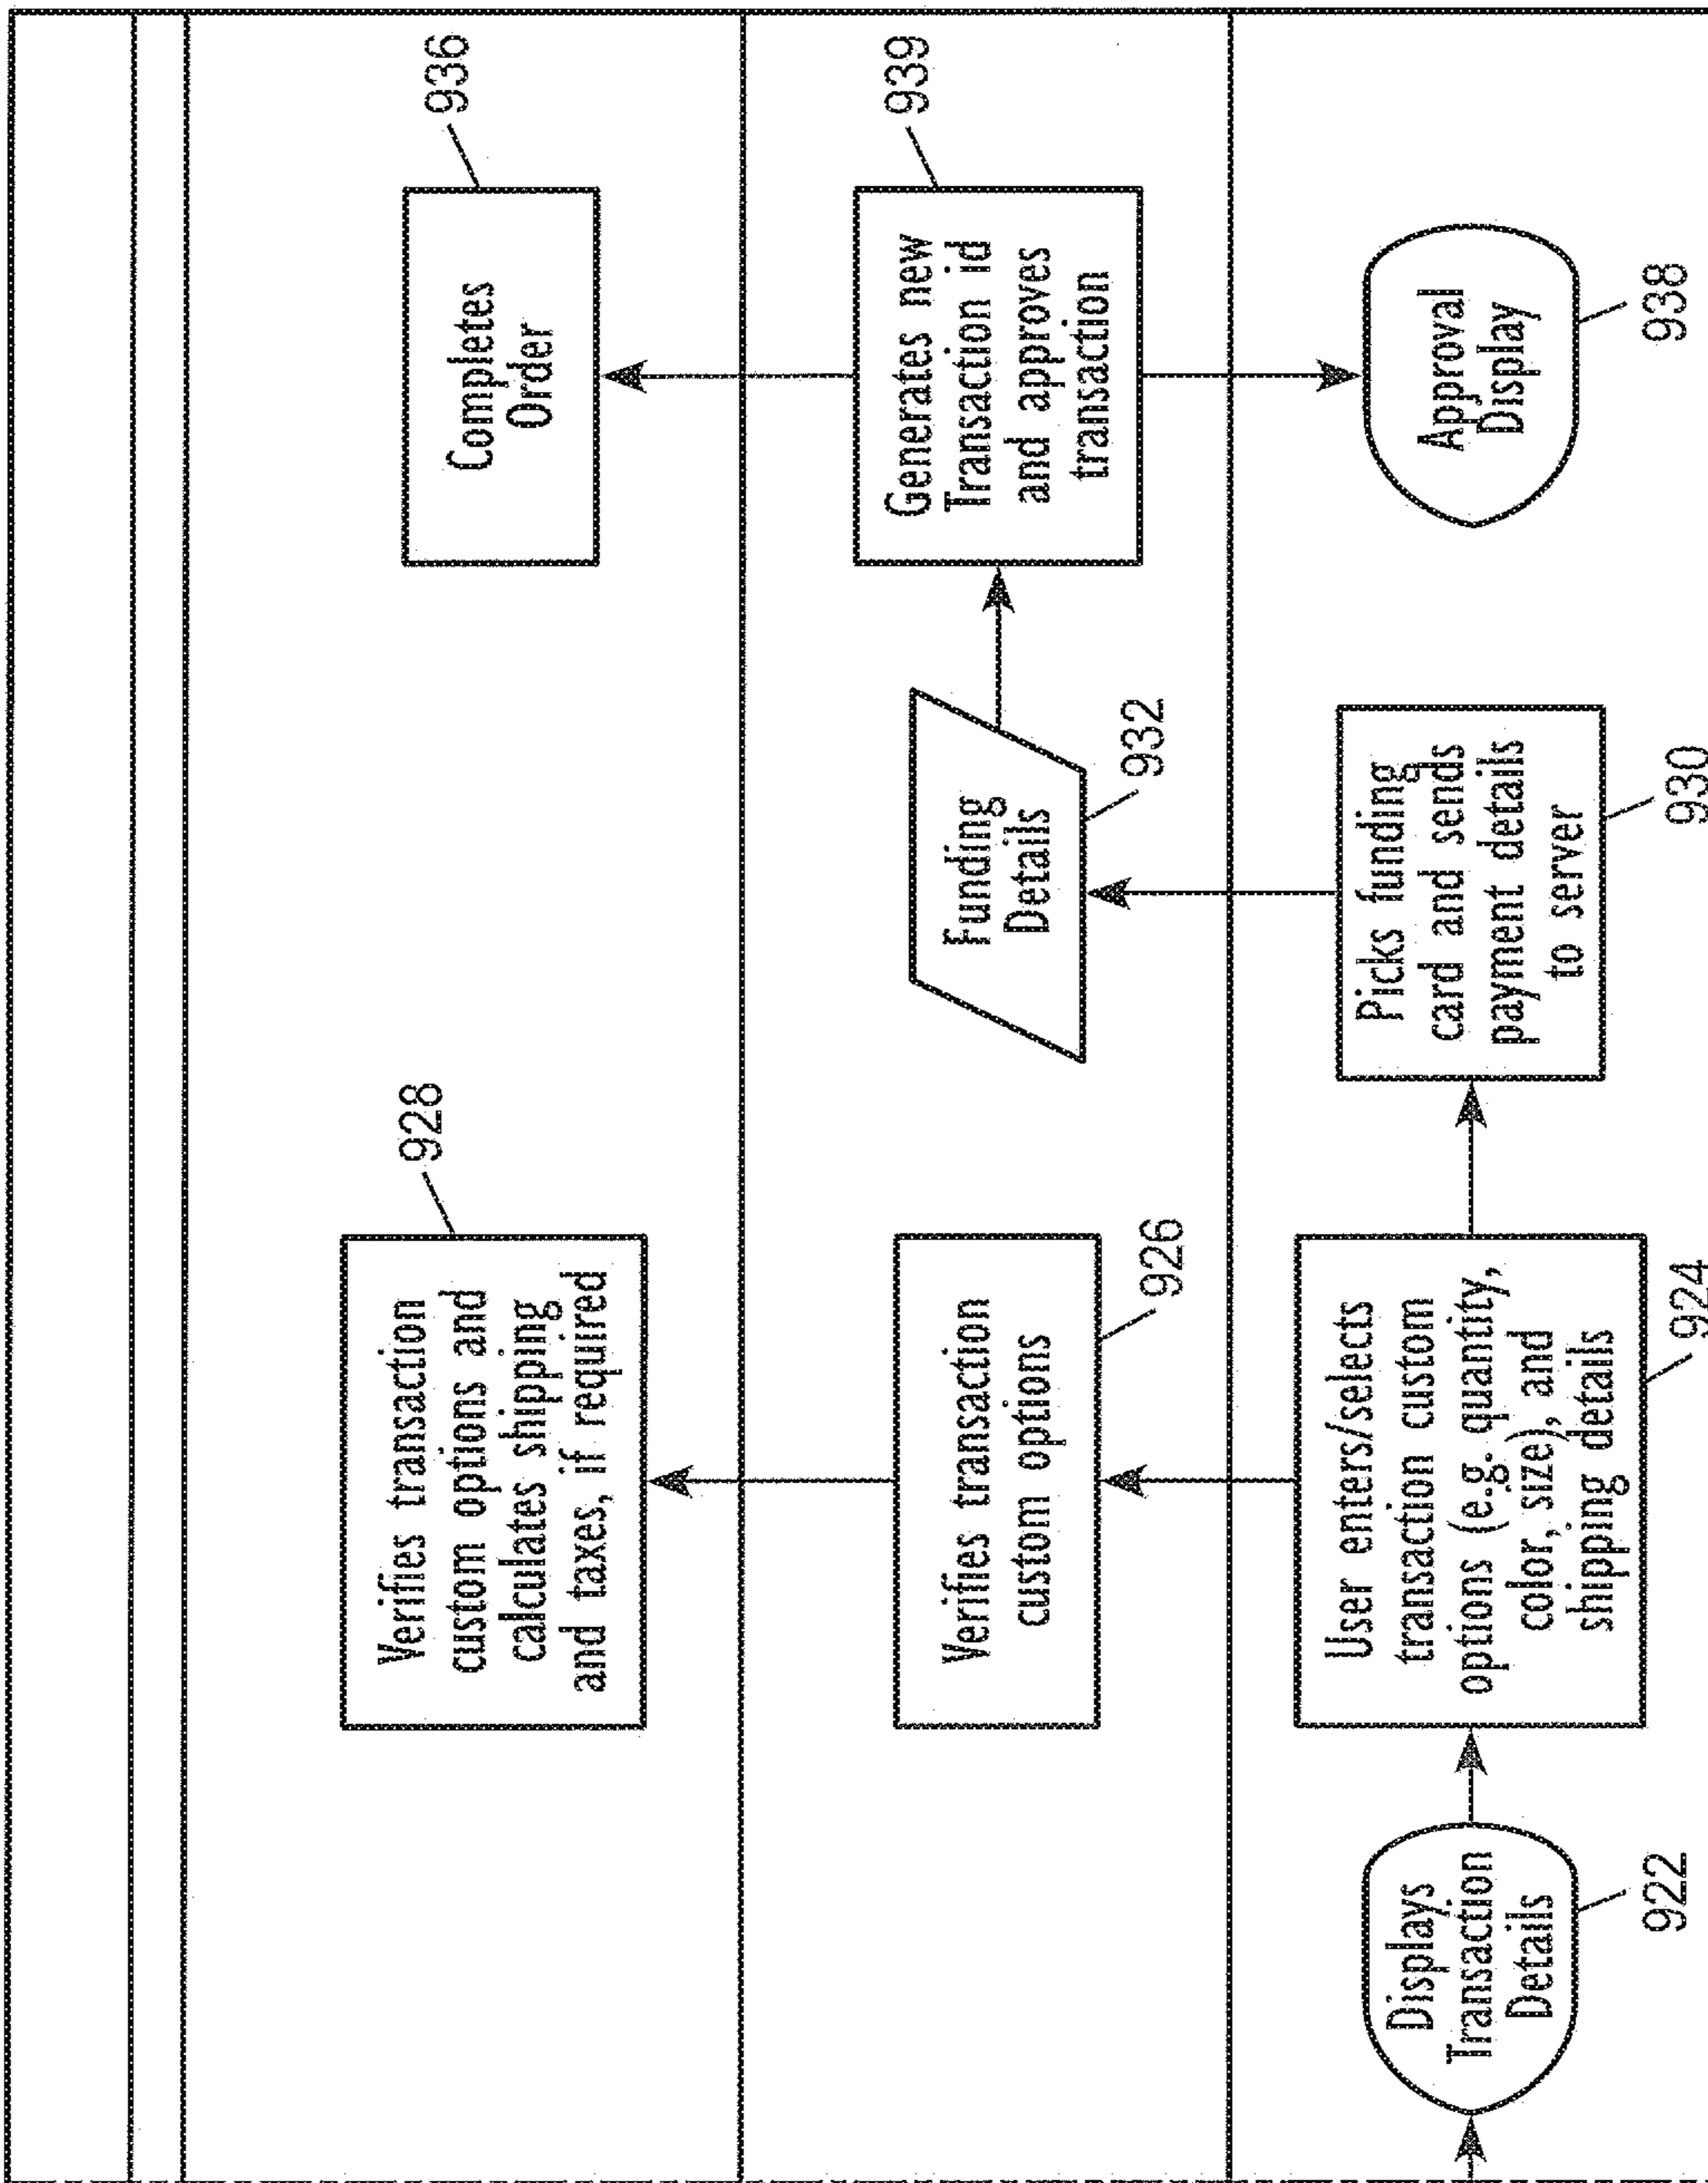 Verifies transaction
custom options and
calculates shipping
and taxes, if required
928
Completes
Order
936
Verifies transaction
custom options
926
Funding
Details
932
Generates new
Transaction id
and approves
transaction
939
Displays
Transaction
Details
922
User enters/selects
transaction custom
options (e.g. quantity,
color, size), and
shipping details
924
Picks funding
card and sends
payment details
to server
930
Approval
Display
938